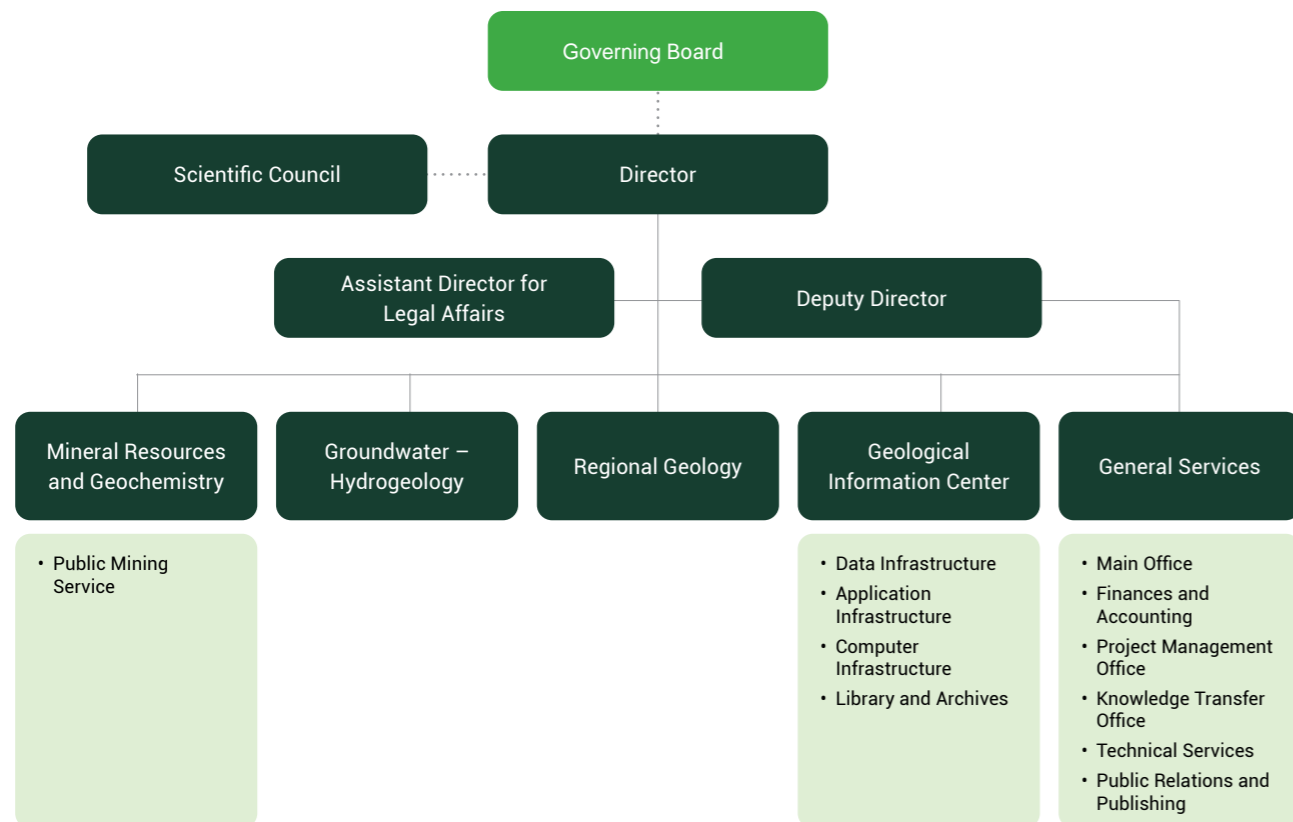 Governing Board
Scientific Council
Director
Assistant Director for
Legal Affairs
Deputy Director
Mineral Resources
and Geochemistry
Groundwater –
Hydrogeology
Regional Geology
Geological
Information Center
General Services
• Public Mining
Service
• Data Infrastructure
• Application
Infrastructure
• Computer
Infrastructure
• Library and Archives
• Main Office
• Finances and
Accounting
• Project Management
Office
• Knowledge Transfer
Office
• Technical Services
• Public Relations and
Publishing